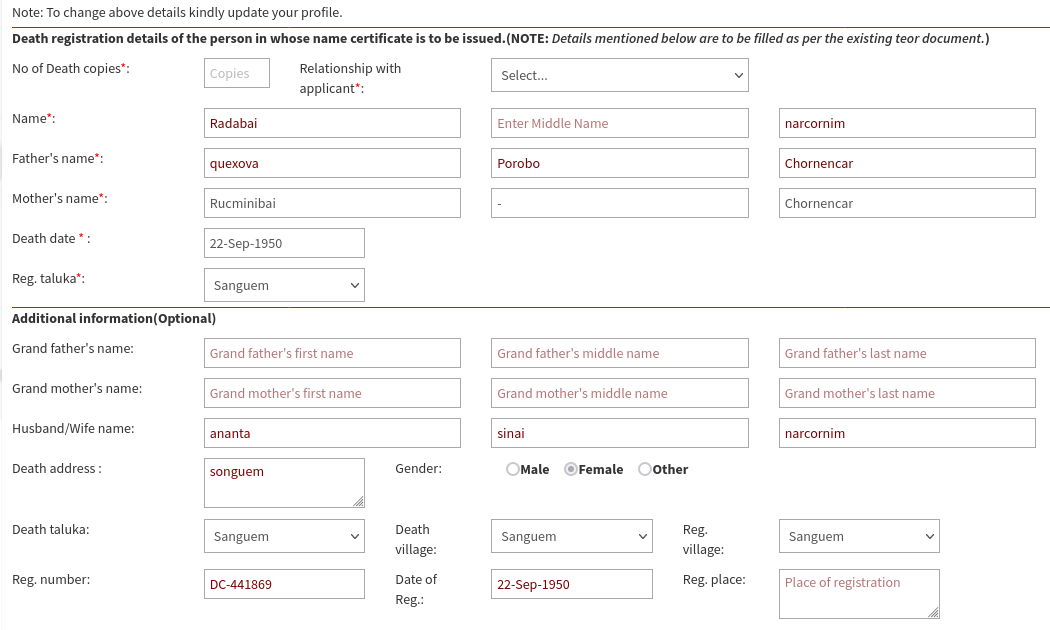 Note: To change above details kindly update your profile.
Death registration details of the person in whose name certificate is to be issued.(NOTE: Details mentioned below are to be filled as per the existing teor document.)
No of Death copies*: Copies Relationship with applicant*: Select...
Name*: Radabai Enter Middle Name narcornim
Father's name*: quexova Porobo Chornencar
Mother's name*: Rucminibai - Chornencar
Death date * : 22-Sep-1950
Reg. taluka*: Sanguem
Additional information(Optional)
Grand father's name: Grand father's first name Grand father's middle name Grand father's last name
Grand mother's name: Grand mother's first name Grand mother's middle name Grand mother's last name
Husband/Wife name: ananta sinai narcornim
Death address : songuem Gender: Male Female Other
Death taluka: Sanguem Death village: Sanguem Reg. village: Sanguem
Reg. number: DC-441869 Date of Reg.: 22-Sep-1950 Reg. place: Place of registration